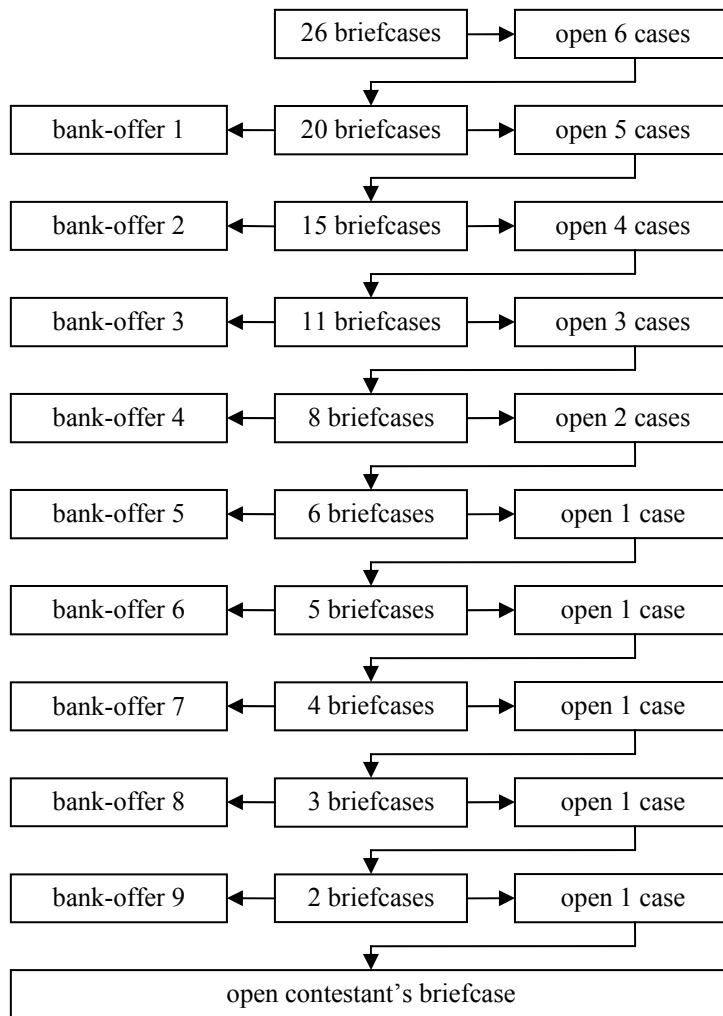 26 briefcases
open 6 cases
bank-offer 1
20 briefcases
open 5 cases
bank-offer 2
15 briefcases
open 4 cases
bank-offer 3
11 briefcases
open 3 cases
bank-offer 4
8 briefcases
open 2 cases
bank-offer 5
6 briefcases
open 1 case
bank-offer 6
5 briefcases
open 1 case
bank-offer 7
4 briefcases
open 1 case
bank-offer 8
3 briefcases
open 1 case
bank-offer 9
2 briefcases
open 1 case
open contestant’s briefcase